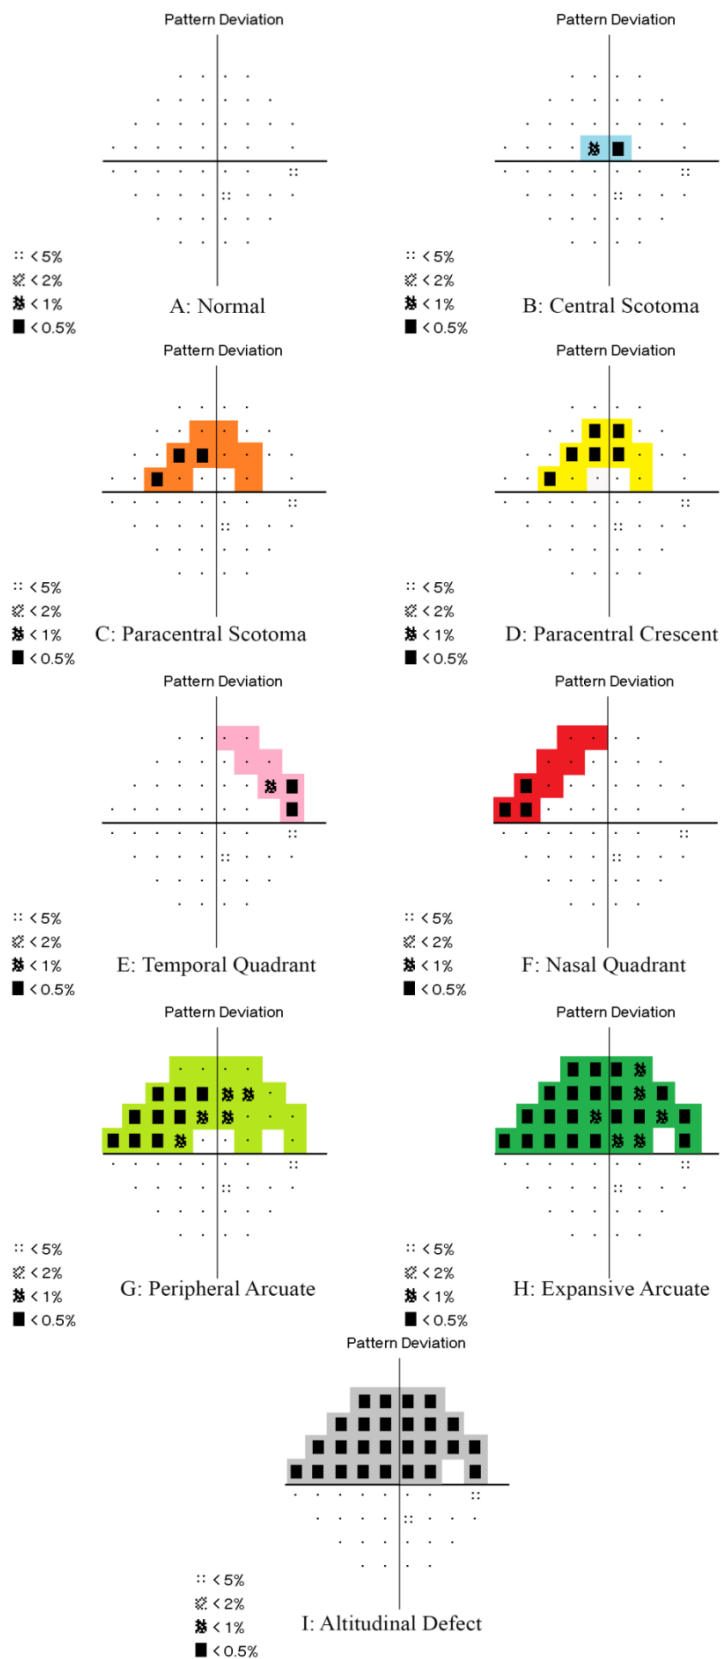 Pattern Deviation
Pattern Deviation
< 5%
< 2%
< 1%
< 0.5%
A: Normal
< 5%
< 2%
< 1%
< 0.5%
B: Central Scotoma
Pattern Deviation
Pattern Deviation
< 5%
< 2%
< 1%
< 0.5%
C: Paracentral Scotoma
< 5%
< 2%
< 1%
< 0.5%
D: Paracentral Crescent
Pattern Deviation
Pattern Deviation
< 5%
< 2%
< 1%
< 0.5%
E: Temporal Quadrant
< 5%
< 2%
< 1%
< 0.5%
F: Nasal Quadrant
Pattern Deviation
Pattern Deviation
< 5%
< 2%
< 1%
< 0.5%
G: Peripheral Arcuate
< 5%
< 2%
< 1%
< 0.5%
H: Expansive Arcuate
Pattern Deviation
< 5%
< 2%
< 1%
< 0.5%
I: Altitudinal Defect